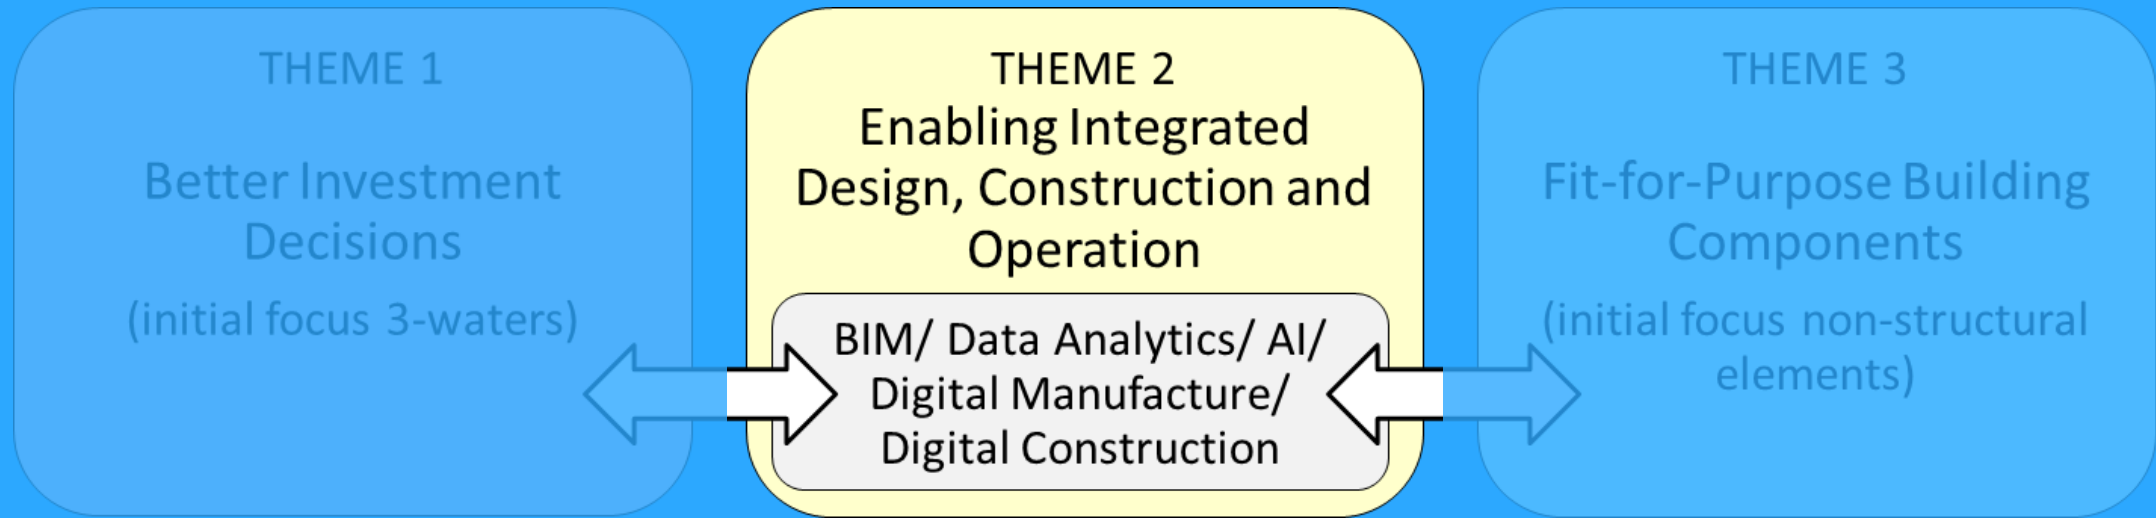 THEME 1
Better Investment
Decisions
(initial focus 3-waters)
THEME 2
Enabling Integrated
Design, Construction and
Operation
BIM/ Data Analytics/ AI/
Digital Manufacture/
Digital Construction
THEME 3
Fit-for-Purpose Building
Components
(initial focus non-structural
elements)